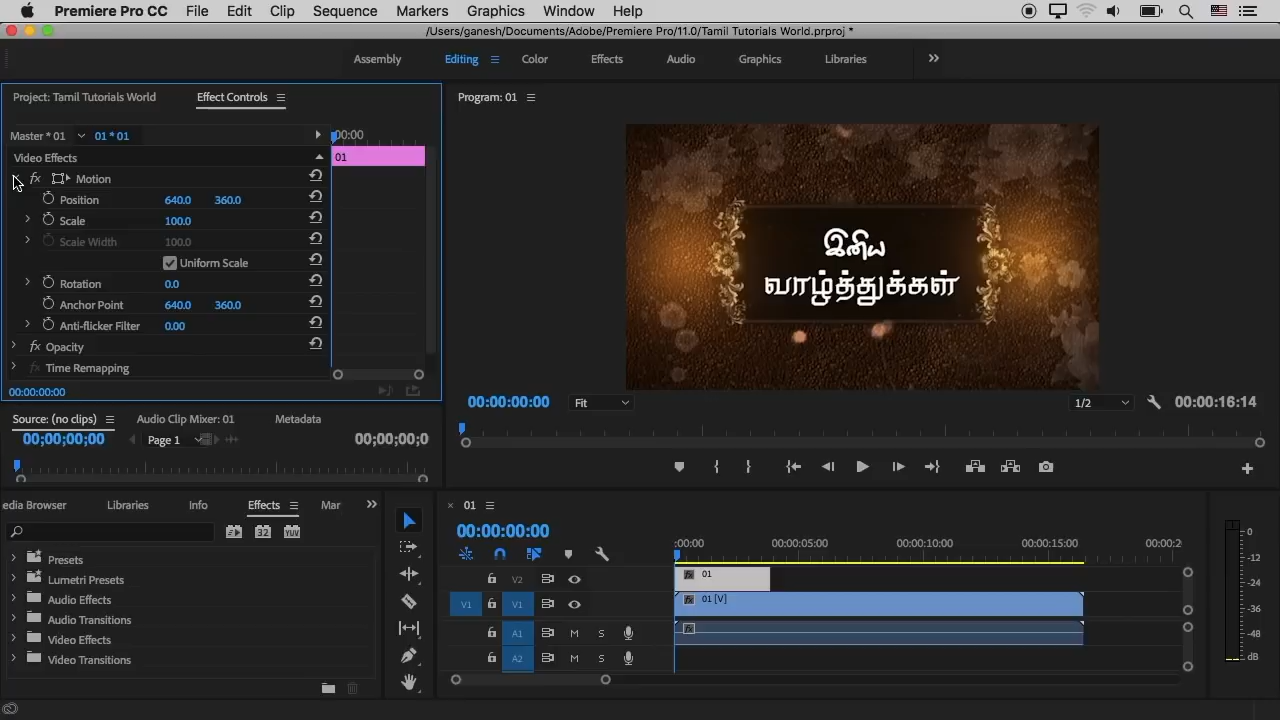 Premiere Pro CC File Edit Clip Sequence Markers Graphics Window Help
/Users/ganesh/Documents/Adobe/Premiere Pro/11.0/Tamil Tutorials World.prproj *
Assembly Editing Color Effects Audio Graphics Libraries
Project: Tamil Tutorials World Effect Controls
Master * 01 01 * 01 00:00
Video Effects 01
fx Motion
Position 640.0 360.0
Scale 100.0
Scale Width 100.0
Uniform Scale
Rotation 0.0
Anchor Point 640.0 360.0
Anti-flicker Filter 0.00
fx Opacity
fx Time Remapping
00:00:00:00
Program: 01
இனிய
வாழ்த்துக்கள்
00:00:00:00 Fit 1/2 00:00:16:14
Source: (no clips) Audio Clip Mixer: 01 Metadata
00;00;00;00 Page 1 00;00;00;0
edia Browser Libraries Info Effects Mar
32 YUV
Presets
Lumetri Presets
Audio Effects
Audio Transitions
Video Effects
Video Transitions
01
00:00:00:00
:00:00 00:00:05:00 00:00:10:00 00:00:15:00 00:00:2
V2 fx 01
V1 V1 fx 01 [V]
A1 M S fx
A2 M S
0
-12
-24
-36
-48
dB